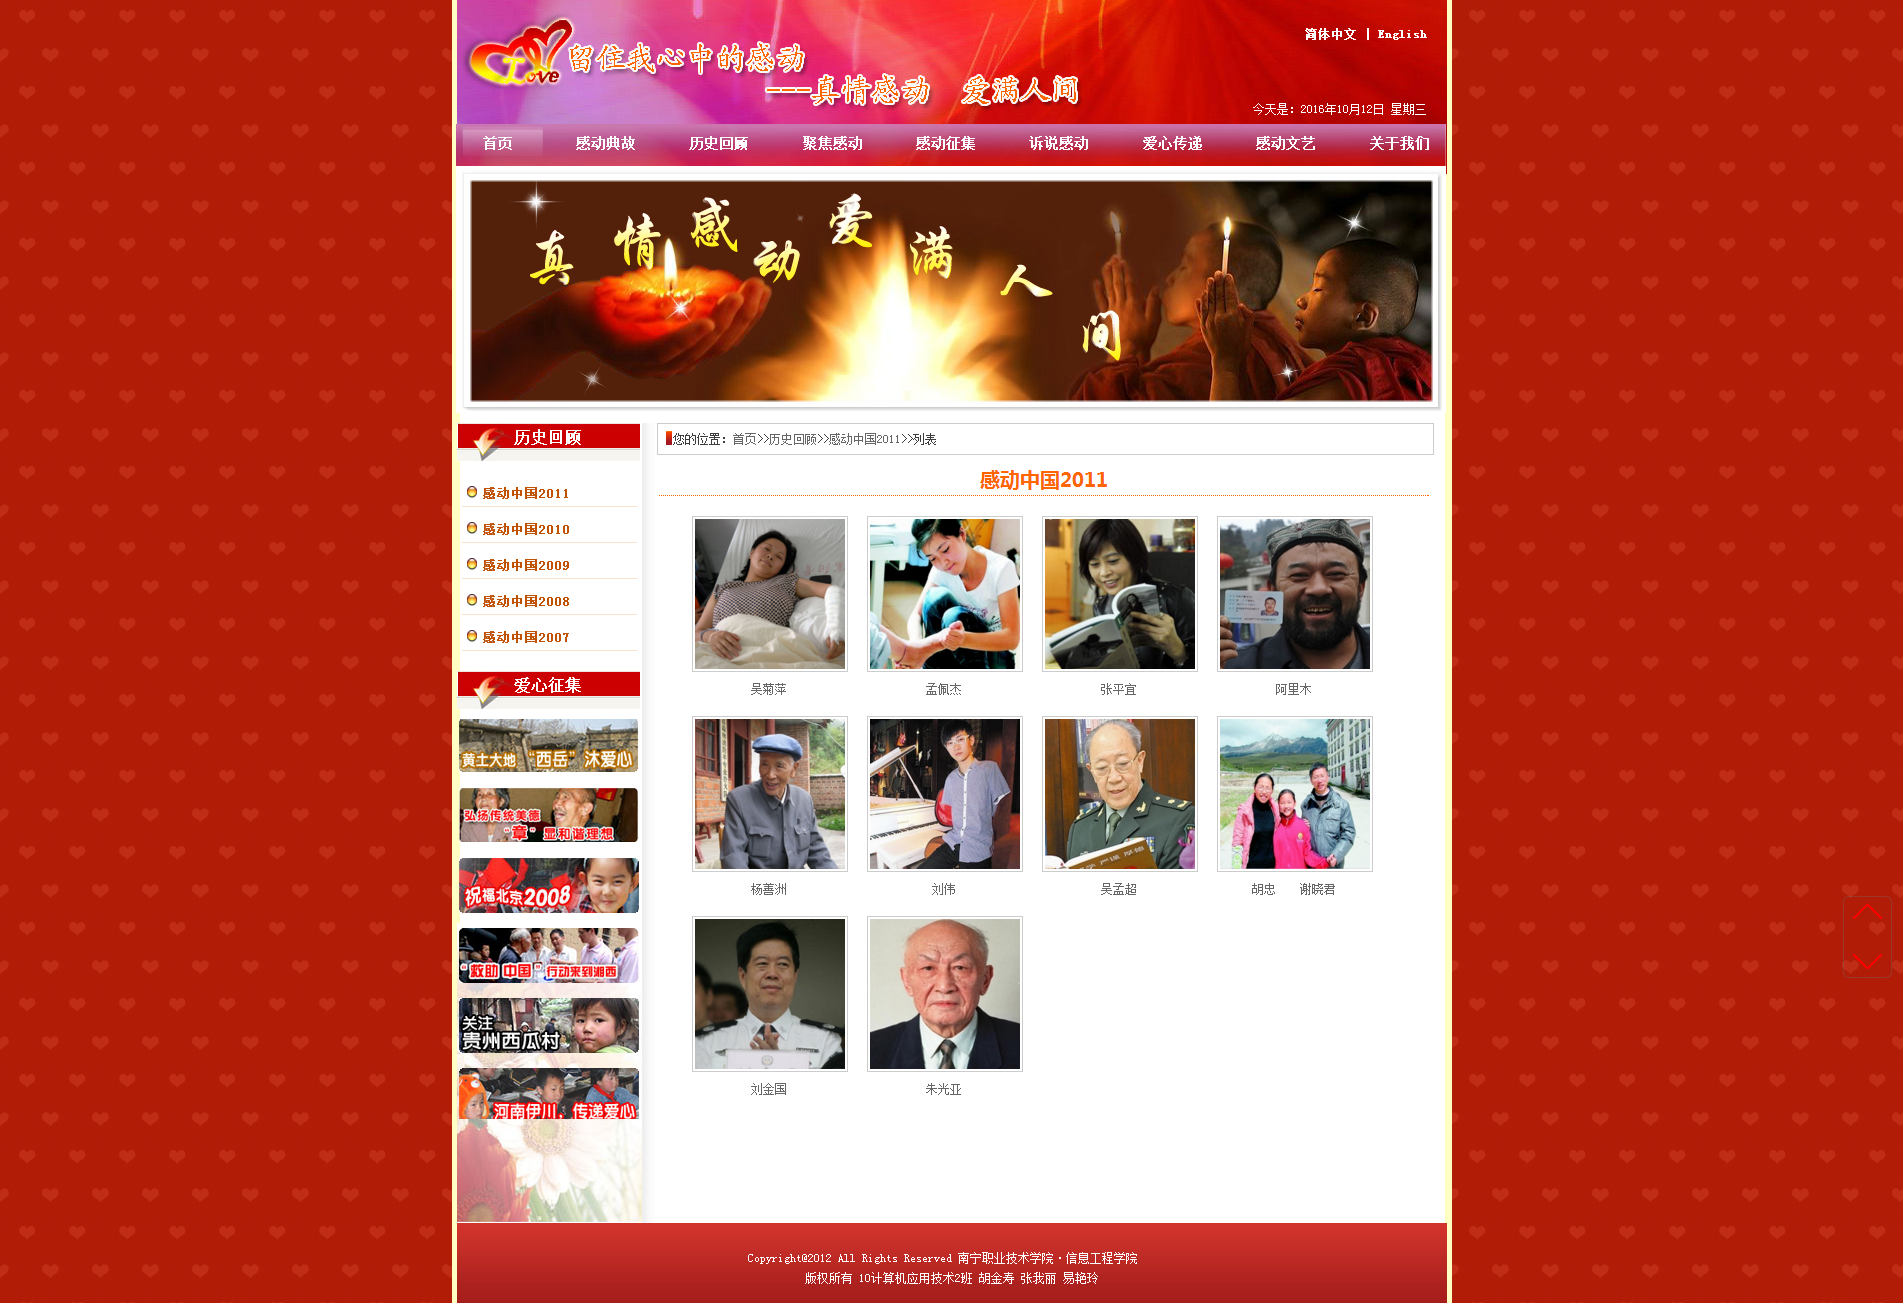 Love
留住我心中的感动
---真情感动 爱满人间
简体中文 | English
今天是：2016年10月12日 星期三
首页 感动典故 历史回顾 聚焦感动 感动征集 诉说感动 爱心传递 感动文艺 关于我们
真情感动爱满人间
历史回顾
感动中国2011
感动中国2010
感动中国2009
感动中国2008
感动中国2007
爱心征集
黄土大地 “西岳”沐爱心
弘扬传统美德
“章”显和谐理想
祝福北京2008
“救助 中国”行动来到湘西
关注
贵州西瓜村
河南伊川，传递爱心
您的位置：首页>>历史回顾>>感动中国2011>>列表
感动中国2011
吴菊萍 孟佩杰 张平宜 阿里木
杨善洲 刘伟 吴孟超 胡忠 谢晓君
刘金国 朱光亚
Copyright@2012 All Rights Reserved 南宁职业技术学院·信息工程学院
版权所有 10计算机应用技术2班 胡金寿 张我丽 易艳玲